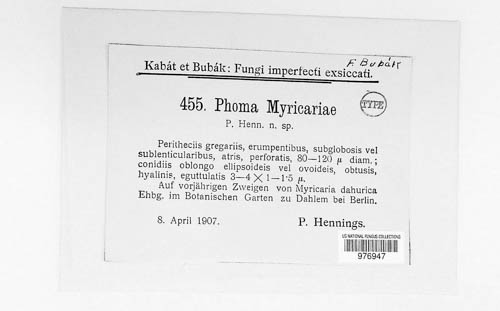 F. Bubák
Kabát et Bubák: Fungi imperfecti exsiccati.
455. Phoma Myricariae
TYPE
P. Henn. n. sp.
Peritheciis gregariis, erumpentibus, subglobosis vel
sublenticularibus, atris, perforatis, 80—120 µ diam.;
conidiis oblongo ellipsoideis vel ovoideis, obtusis,
hyalinis, eguttulatis 3—4 × 1—1·5 µ.
Auf vorjährigen Zweigen von Myricaria dahurica
Ehbg. im Botanischen Garten zu Dahlem bei Berlin.
8. April 1907.
P. Hennings.
US NATIONAL FUNGUS COLLECTIONS
976947